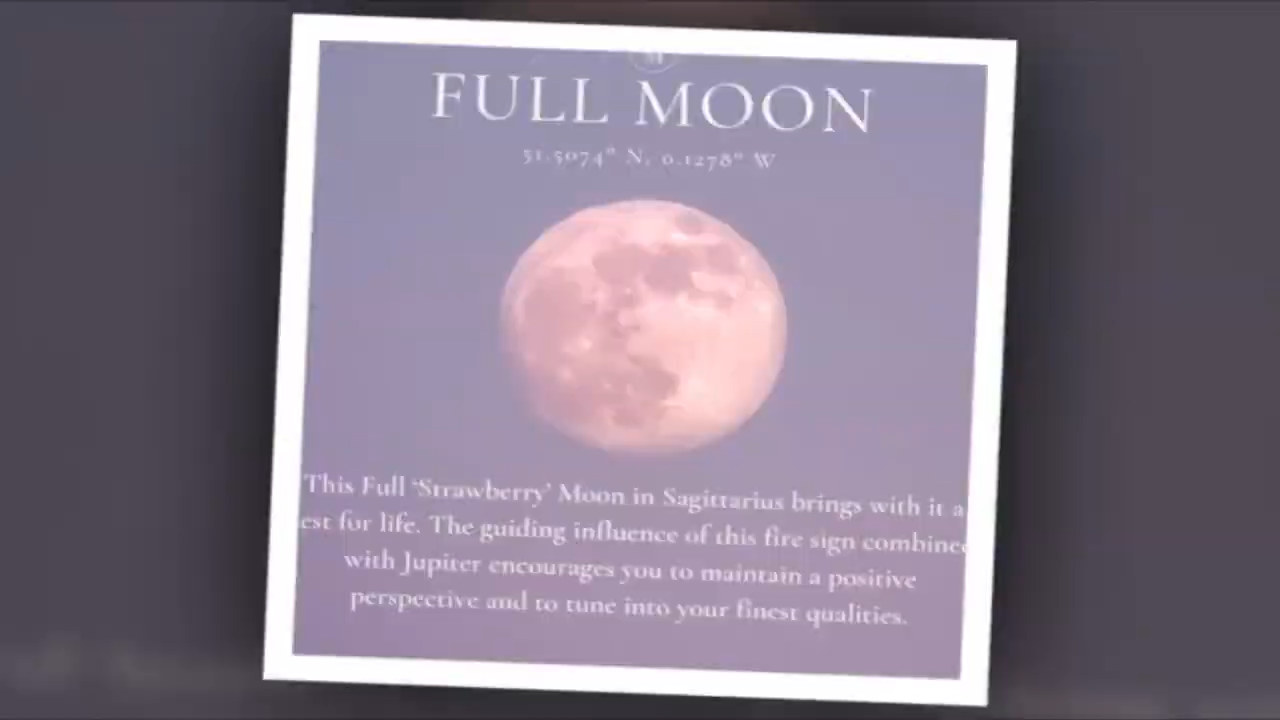 FULL MOON
51.5074° N, 0.1278° W
This Full ‘Strawberry’ Moon in Sagittarius brings with it a
est for life. The guiding influence of this fire sign combined
with Jupiter encourages you to maintain a positive
perspective and to tune into your finest qualities.